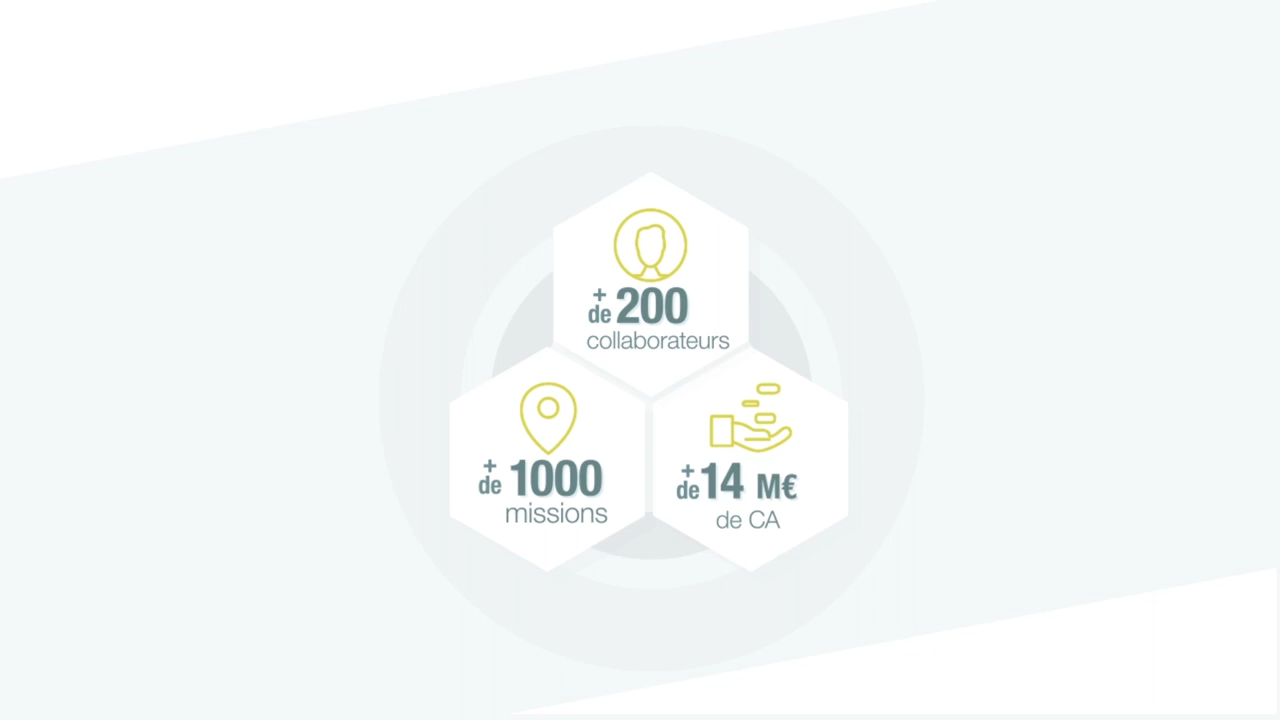 + de 200
collaborateurs
+ de 1000
missions
+ de 14 M€
de CA